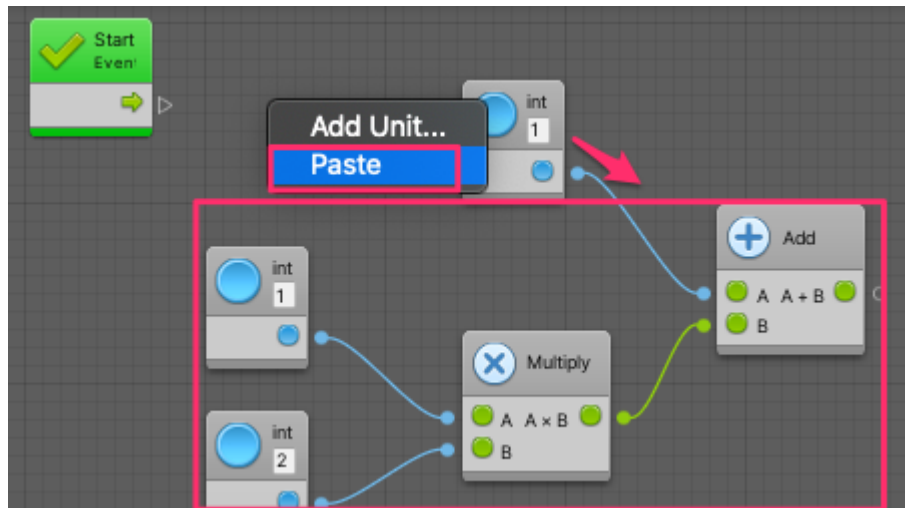 Start
Event
int
1
Add Unit...
Paste
Add
A A + B
B
int
1
Multiply
A A × B
B
int
2